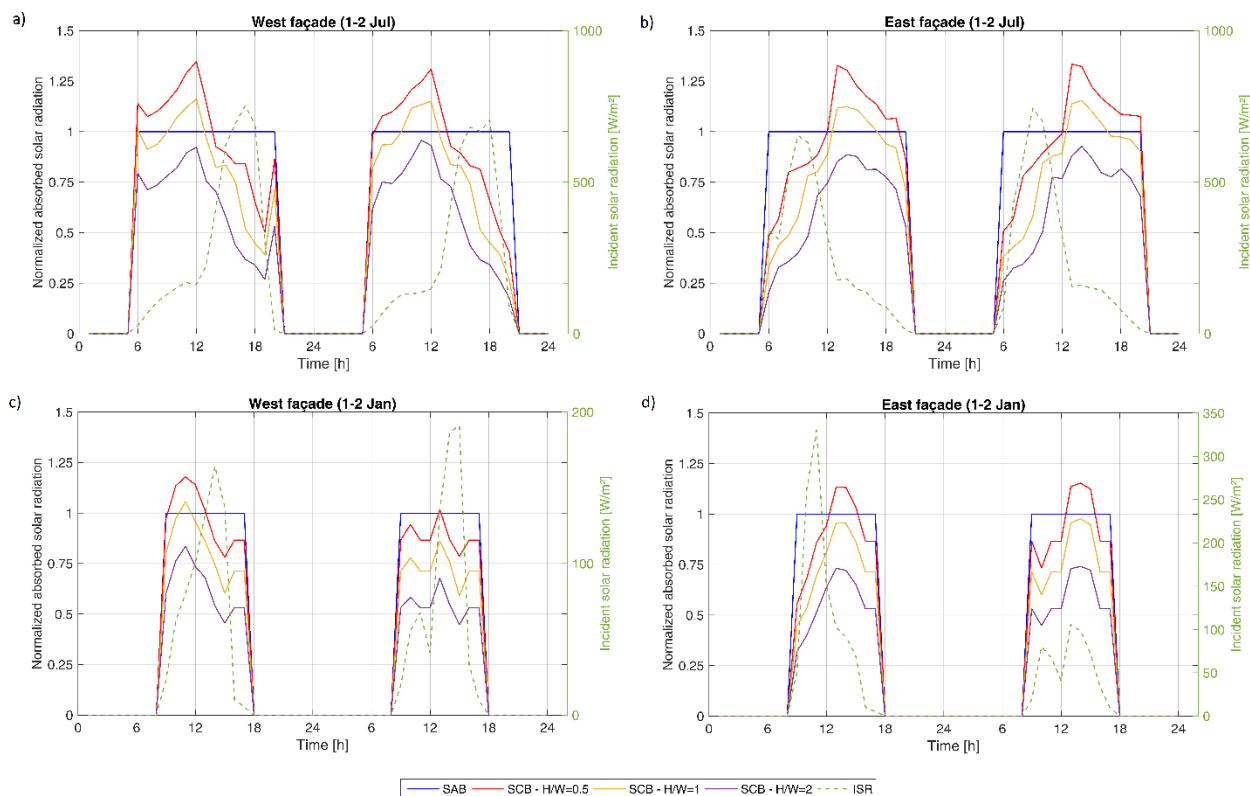 a)
West façade (1-2 Jul)
Normalized absorbed solar radiation
1.5
1.25
1
0.75
0.5
0.25
0
1000
500
0
Incident solar radiation [W/m²]
0 6 12 18 24 6 12 18 24
Time [h]
b)
East façade (1-2 Jul)
Normalized absorbed solar radiation
1.5
1.25
1
0.75
0.5
0.25
0
1000
500
0
Incident solar radiation [W/m²]
0 6 12 18 24 6 12 18 24
Time [h]
c)
West façade (1-2 Jan)
Normalized absorbed solar radiation
1.5
1.25
1
0.75
0.5
0.25
0
200
100
0
Incident solar radiation [W/m²]
0 6 12 18 24 6 12 18 24
Time [h]
d)
East façade (1-2 Jan)
Normalized absorbed solar radiation
1.5
1.25
1
0.75
0.5
0.25
0
350
300
250
200
150
100
50
0
Incident solar radiation [W/m²]
0 6 12 18 24 6 12 18 24
Time [h]
SAB SCB - H/W=0.5 SCB - H/W=1 SCB - H/W=2 ISR